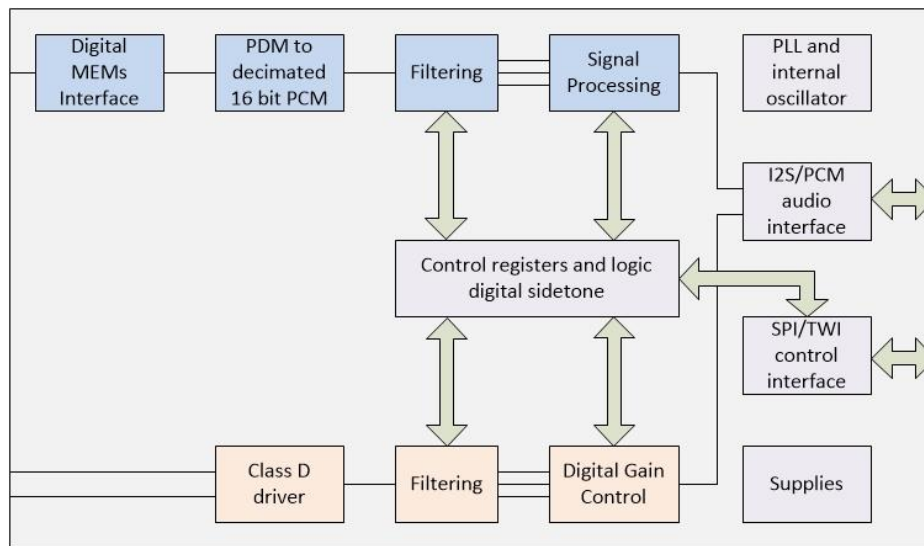 Digital
MEMs
Interface
PDM to
decimated
16 bit PCM
Filtering
Signal
Processing
PLL and
internal
oscillator
I2S/PCM
audio
interface
Control registers and logic
digital sidetone
SPI/TWI
control
interface
Class D
driver
Filtering
Digital Gain
Control
Supplies